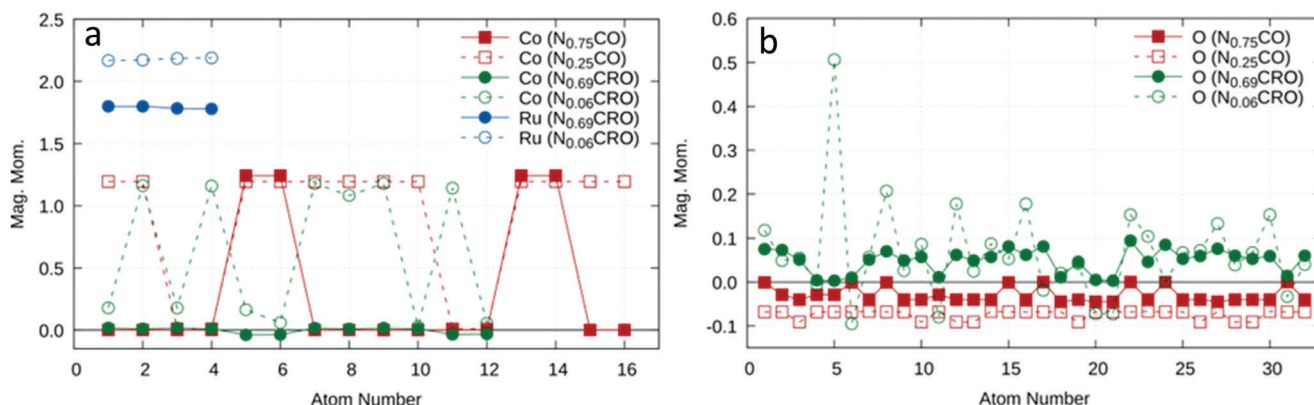 a
2.5
2.0
1.5
1.0
0.5
0.0
Mag. Mom.
0 2 4 6 8 10 12 14 16
Atom Number
Co (N0.75CO)
Co (N0.25CO)
Co (N0.69CRO)
Co (N0.06CRO)
Ru (N0.69CRO)
Ru (N0.06CRO)
b
0.6
0.5
0.4
0.3
0.2
0.1
0.0
-0.1
Mag. Mom.
0 5 10 15 20 25 30
Atom Number
O (N0.75CO)
O (N0.25CO)
O (N0.69CRO)
O (N0.06CRO)